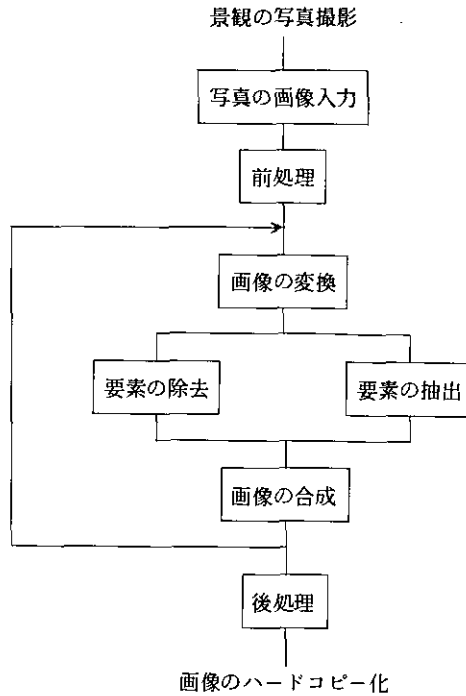 景観の写真撮影
写真の画像入力
前処理
画像の変換
要素の除去
要素の抽出
画像の合成
後処理
画像のハードコピー化